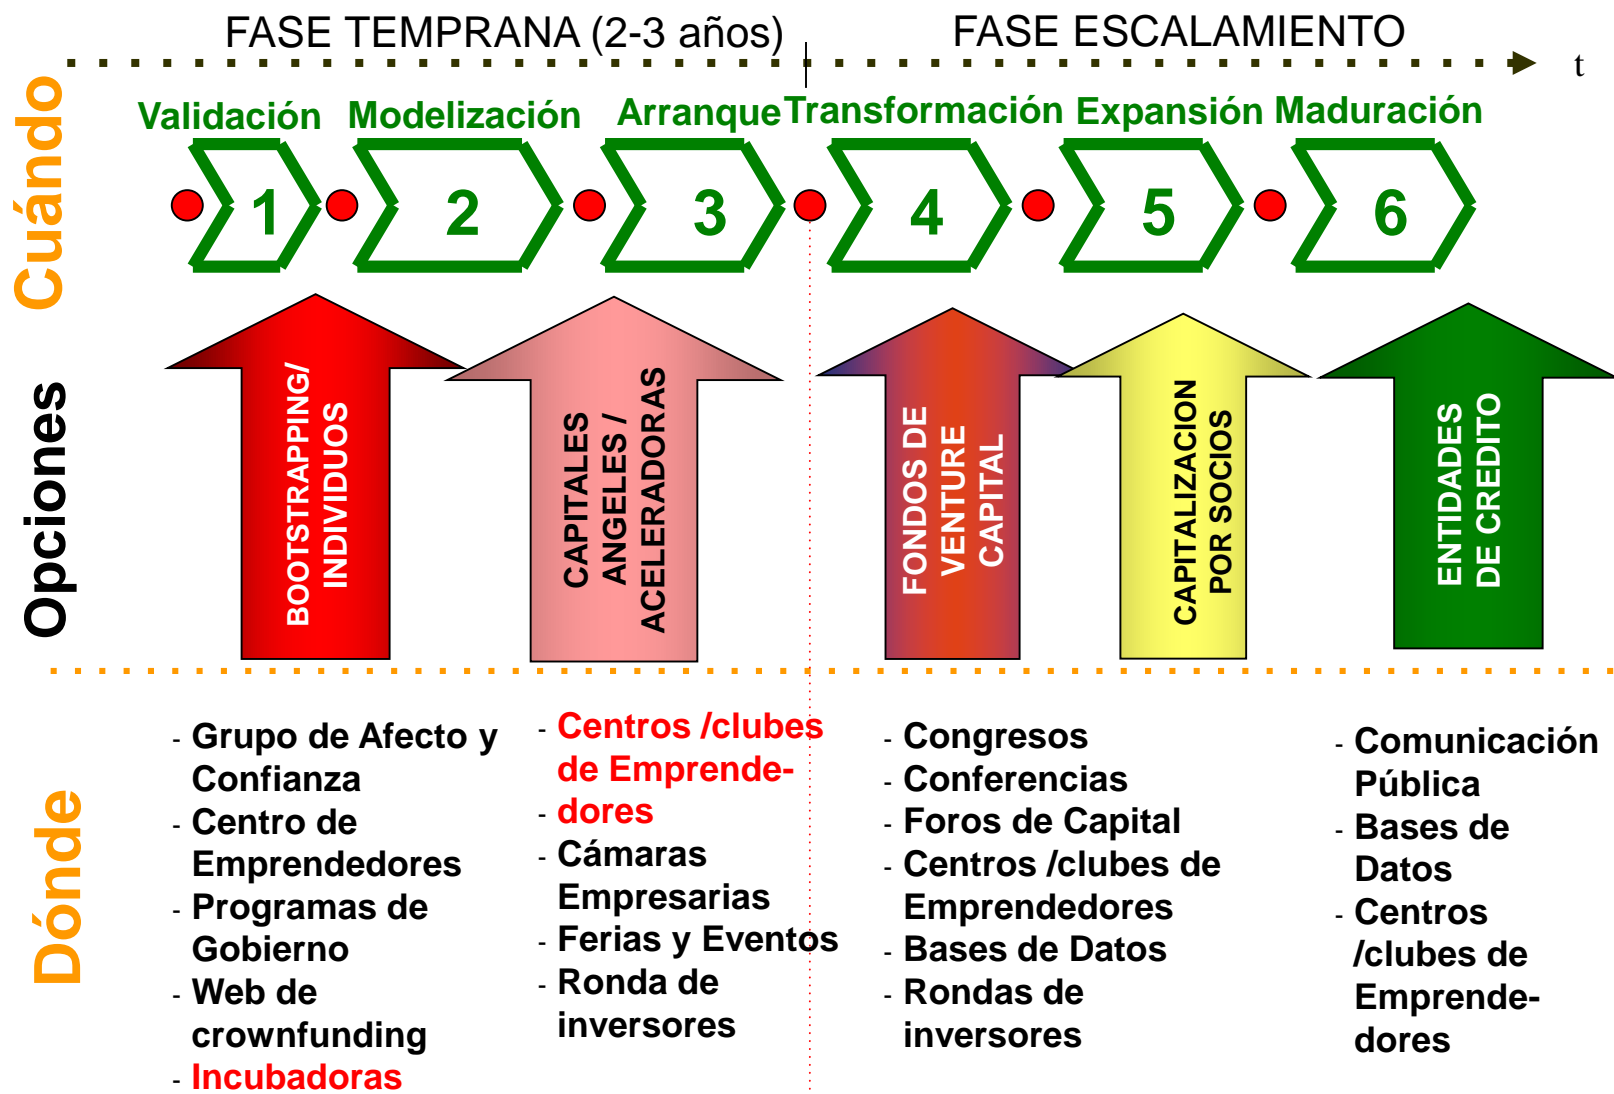 FASE TEMPRANA (2-3 años)
FASE ESCALAMIENTO
t
Cuándo
Validación
Modelización
Arranque
Transformación
Expansión
Maduración
1
2
3
4
5
6
Opciones
BOOTSTRAPPING/
INDIVIDUOS
CAPITALES
ANGELES /
ACELERADORAS
FONDOS DE
VENTURE
CAPITAL
CAPITALIZACION
POR SOCIOS
ENTIDADES
DE CREDITO
Dónde
- Grupo de Afecto y
Confianza
- Centro de
Emprendedores
- Programas de
Gobierno
- Web de
crownfunding
- Incubadoras
- Centros /clubes
de Emprende-
- dores
- Cámaras
Empresarias
- Ferias y Eventos
- Ronda de
inversores
- Congresos
- Conferencias
- Foros de Capital
- Centros /clubes de
Emprendedores
- Bases de Datos
- Rondas de
inversores
- Comunicación
Pública
- Bases de
Datos
- Centros
/clubes de
Emprende-
dores